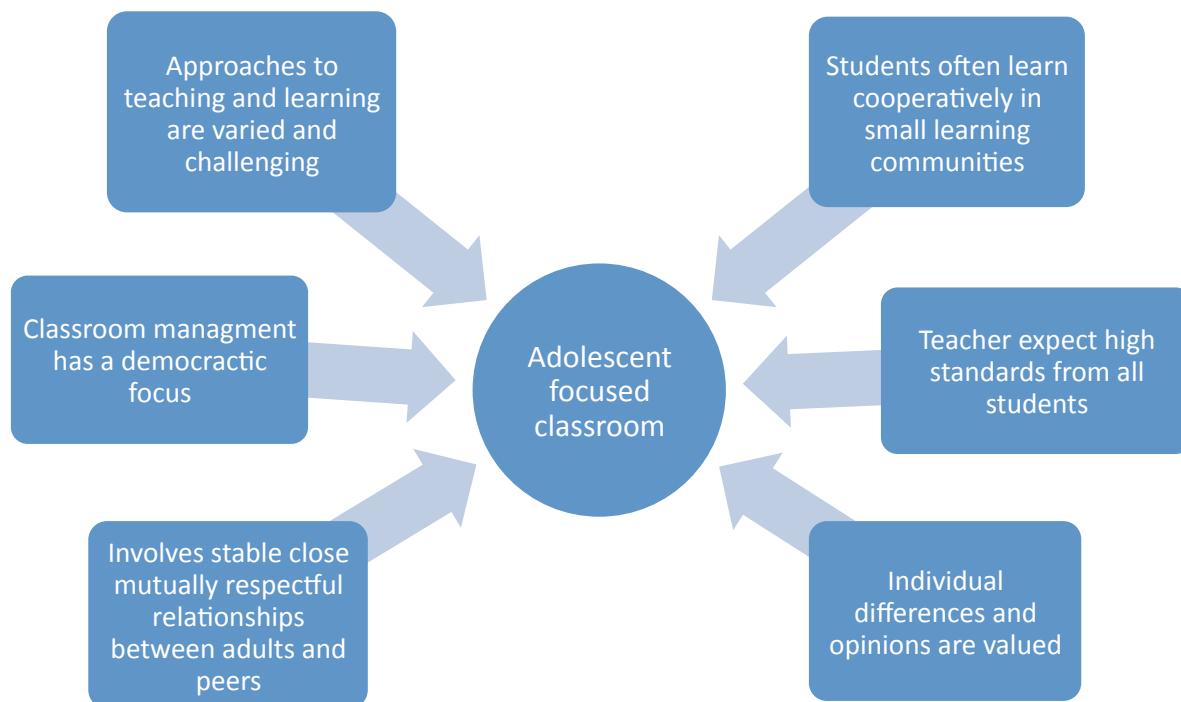 Approaches to
teaching and learning
are varied and
challenging
Students often learn
cooperatively in
small learning
communities
Classroom managment
has a democractic
focus
Adolescent
focused
classroom
Teacher expect high
standards from all
students
Involves stable close
mutually respectful
relationships
between adults and
peers
Individual
differences and
opinions are valued